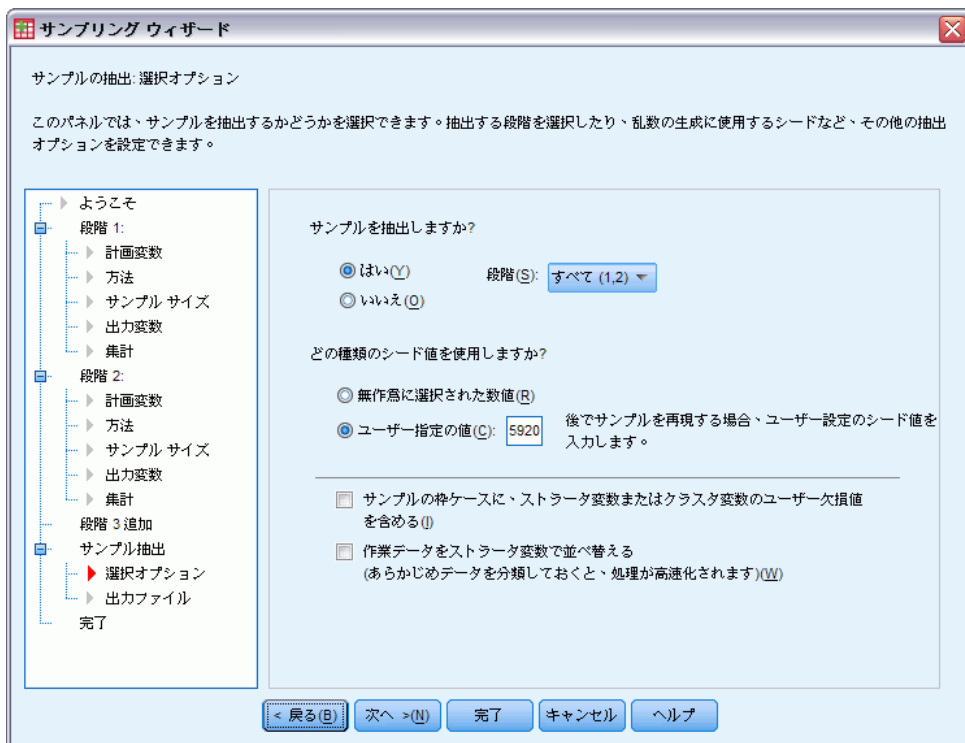 サンプリング ウィザード
サンプルの抽出: 選択オプション
このパネルでは、サンプルを抽出するかどうかを選択できます。抽出する段階を選択したり、乱数の生成に使用するシードなど、その他の抽出
オプションを設定できます。
ようこそ
段階 1:
計画変数
方法
サンプル サイズ
出力変数
集計
段階 2:
計画変数
方法
サンプル サイズ
出力変数
集計
段階 3 追加
サンプル抽出
選択オプション
出力ファイル
完了
サンプルを抽出しますか?
はい(Y) 段階(S): すべて (1,2)
いいえ(O)
どの種類のシード値を使用しますか?
無作為に選択された数値(R)
ユーザー指定の値(C): 5920 後でサンプルを再現する場合、ユーザー設定のシード値を
入力します。
サンプルの枠ケースに、ストラータ変数またはクラスタ変数のユーザー欠損値
を含める(I)
作業データをストラータ変数で並べ替える
(あらかじめデータを分類しておくと、処理が高速化されます)(W)
< 戻る(B) 次へ >(N) 完了 キャンセル ヘルプ